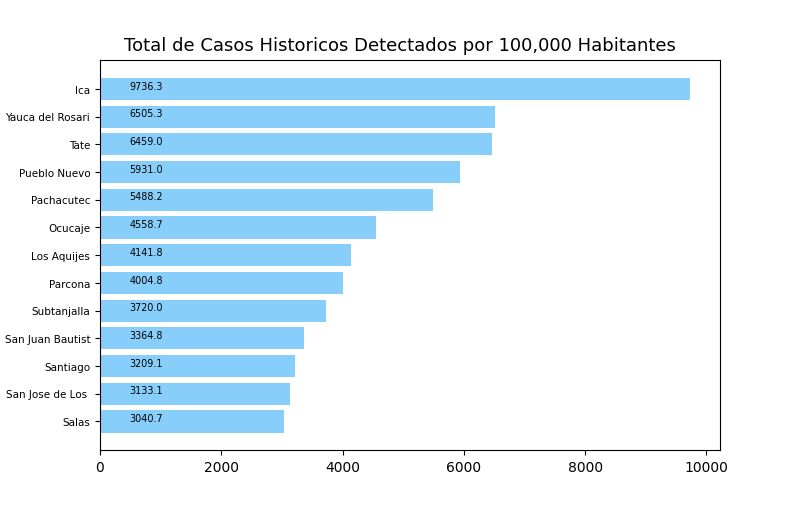 Total de Casos Historicos Detectados por 100,000 Habitantes
Ica 9736.3
Yauca del Rosari 6505.3
Tate 6459.0
Pueblo Nuevo 5931.0
Pachacutec 5488.2
Ocucaje 4558.7
Los Aquijes 4141.8
Parcona 4004.8
Subtanjalla 3720.0
San Juan Bautist 3364.8
Santiago 3209.1
San Jose de Los 3133.1
Salas 3040.7
0 2000 4000 6000 8000 10000